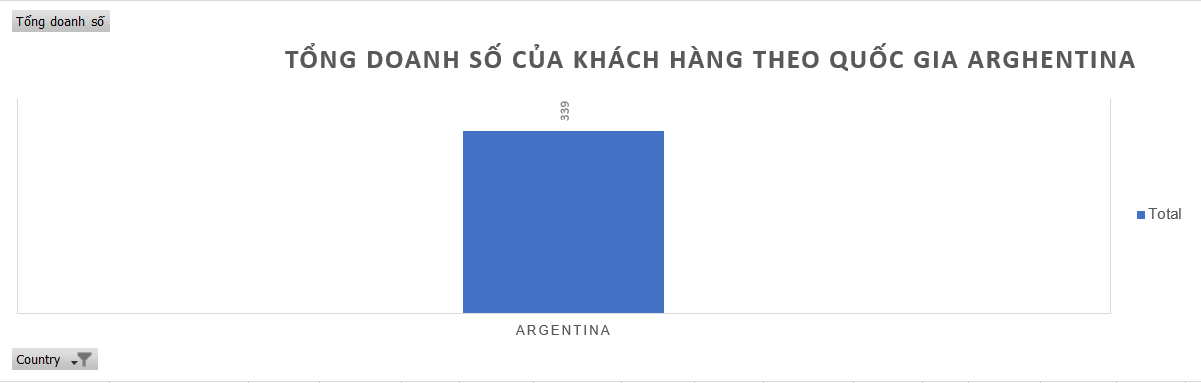 Tổng doanh số
TỔNG DOANH SỐ CỦA KHÁCH HÀNG THEO QUỐC GIA ARGHENTINA
339
Total
ARGENTINA
Country